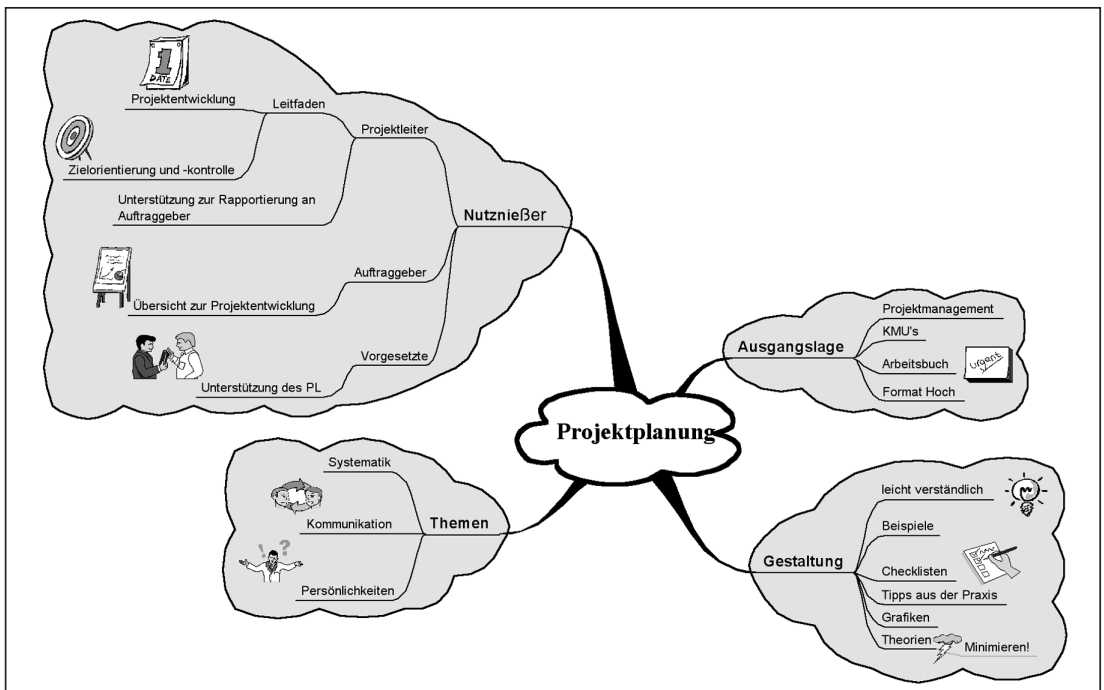 1
DATE
Projektentwicklung
Leitfaden
Projektleiter
Zielorientierung und -kontrolle
Unterstützung zur Rapportierung an
Auftraggeber
Nutznießer
Auftraggeber
Übersicht zur Projektentwicklung
Vorgesetzte
Unterstützung des PL
Projektmanagement
KMU's
Ausgangslage
Arbeitsbuch
urgent
Format Hoch
Projektplanung
Systematik
Kommunikation
Themen
! ?
Persönlichkeiten
leicht verständlich
Beispiele
Gestaltung
Checklisten
Tipps aus der Praxis
Grafiken
Theorien
Minimieren!